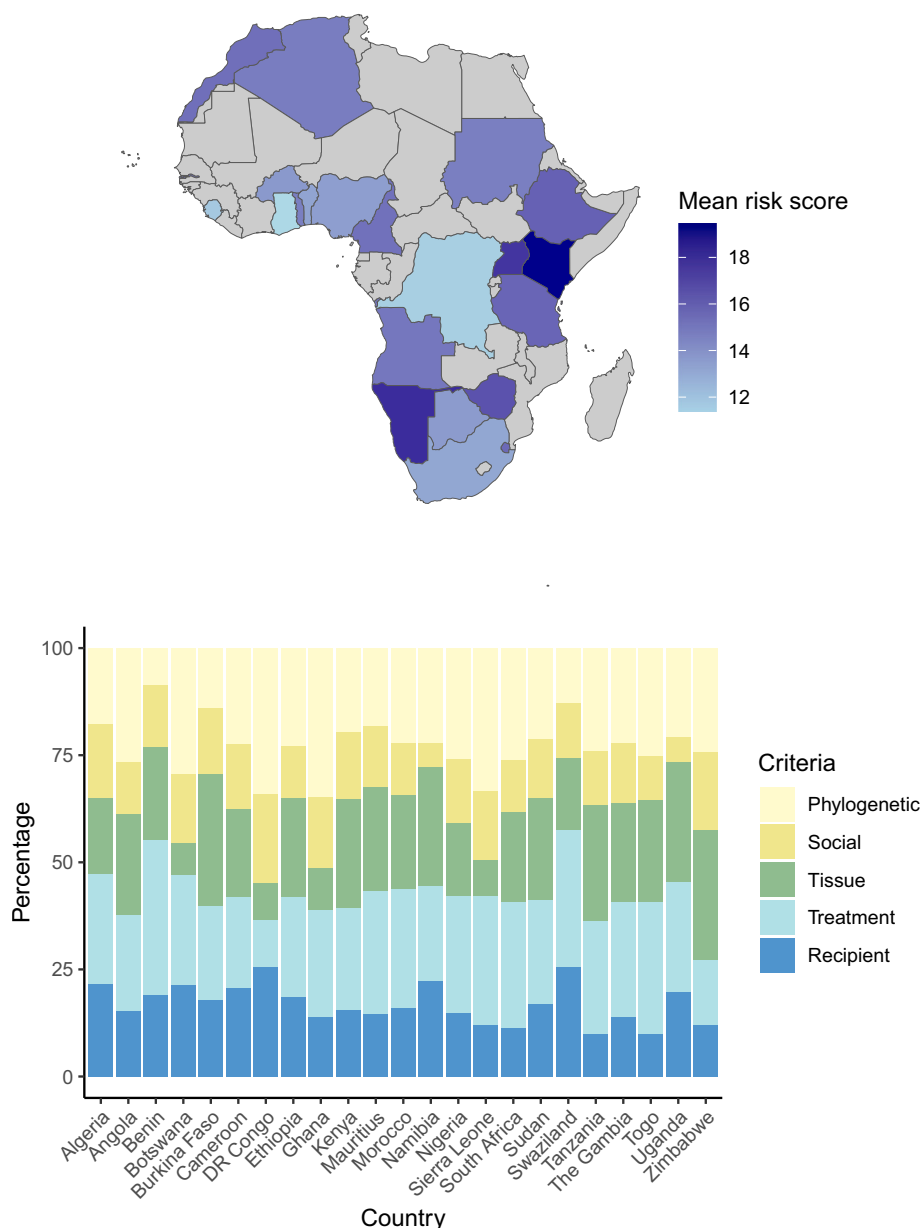 Mean risk score
18
16
14
12
100
75
50
25
0
Percentage
Criteria
Phylogenetic
Social
Tissue
Treatment
Recipient
Algeria
Angola
Benin
Botswana
Burkina Faso
Cameroon
DR Congo
Ethiopia
Ghana
Kenya
Mauritius
Morocco
Namibia
Nigeria
Sierra Leone
South Africa
Sudan
Swaziland
Tanzania
The Gambia
Togo
Uganda
Zimbabwe
Country